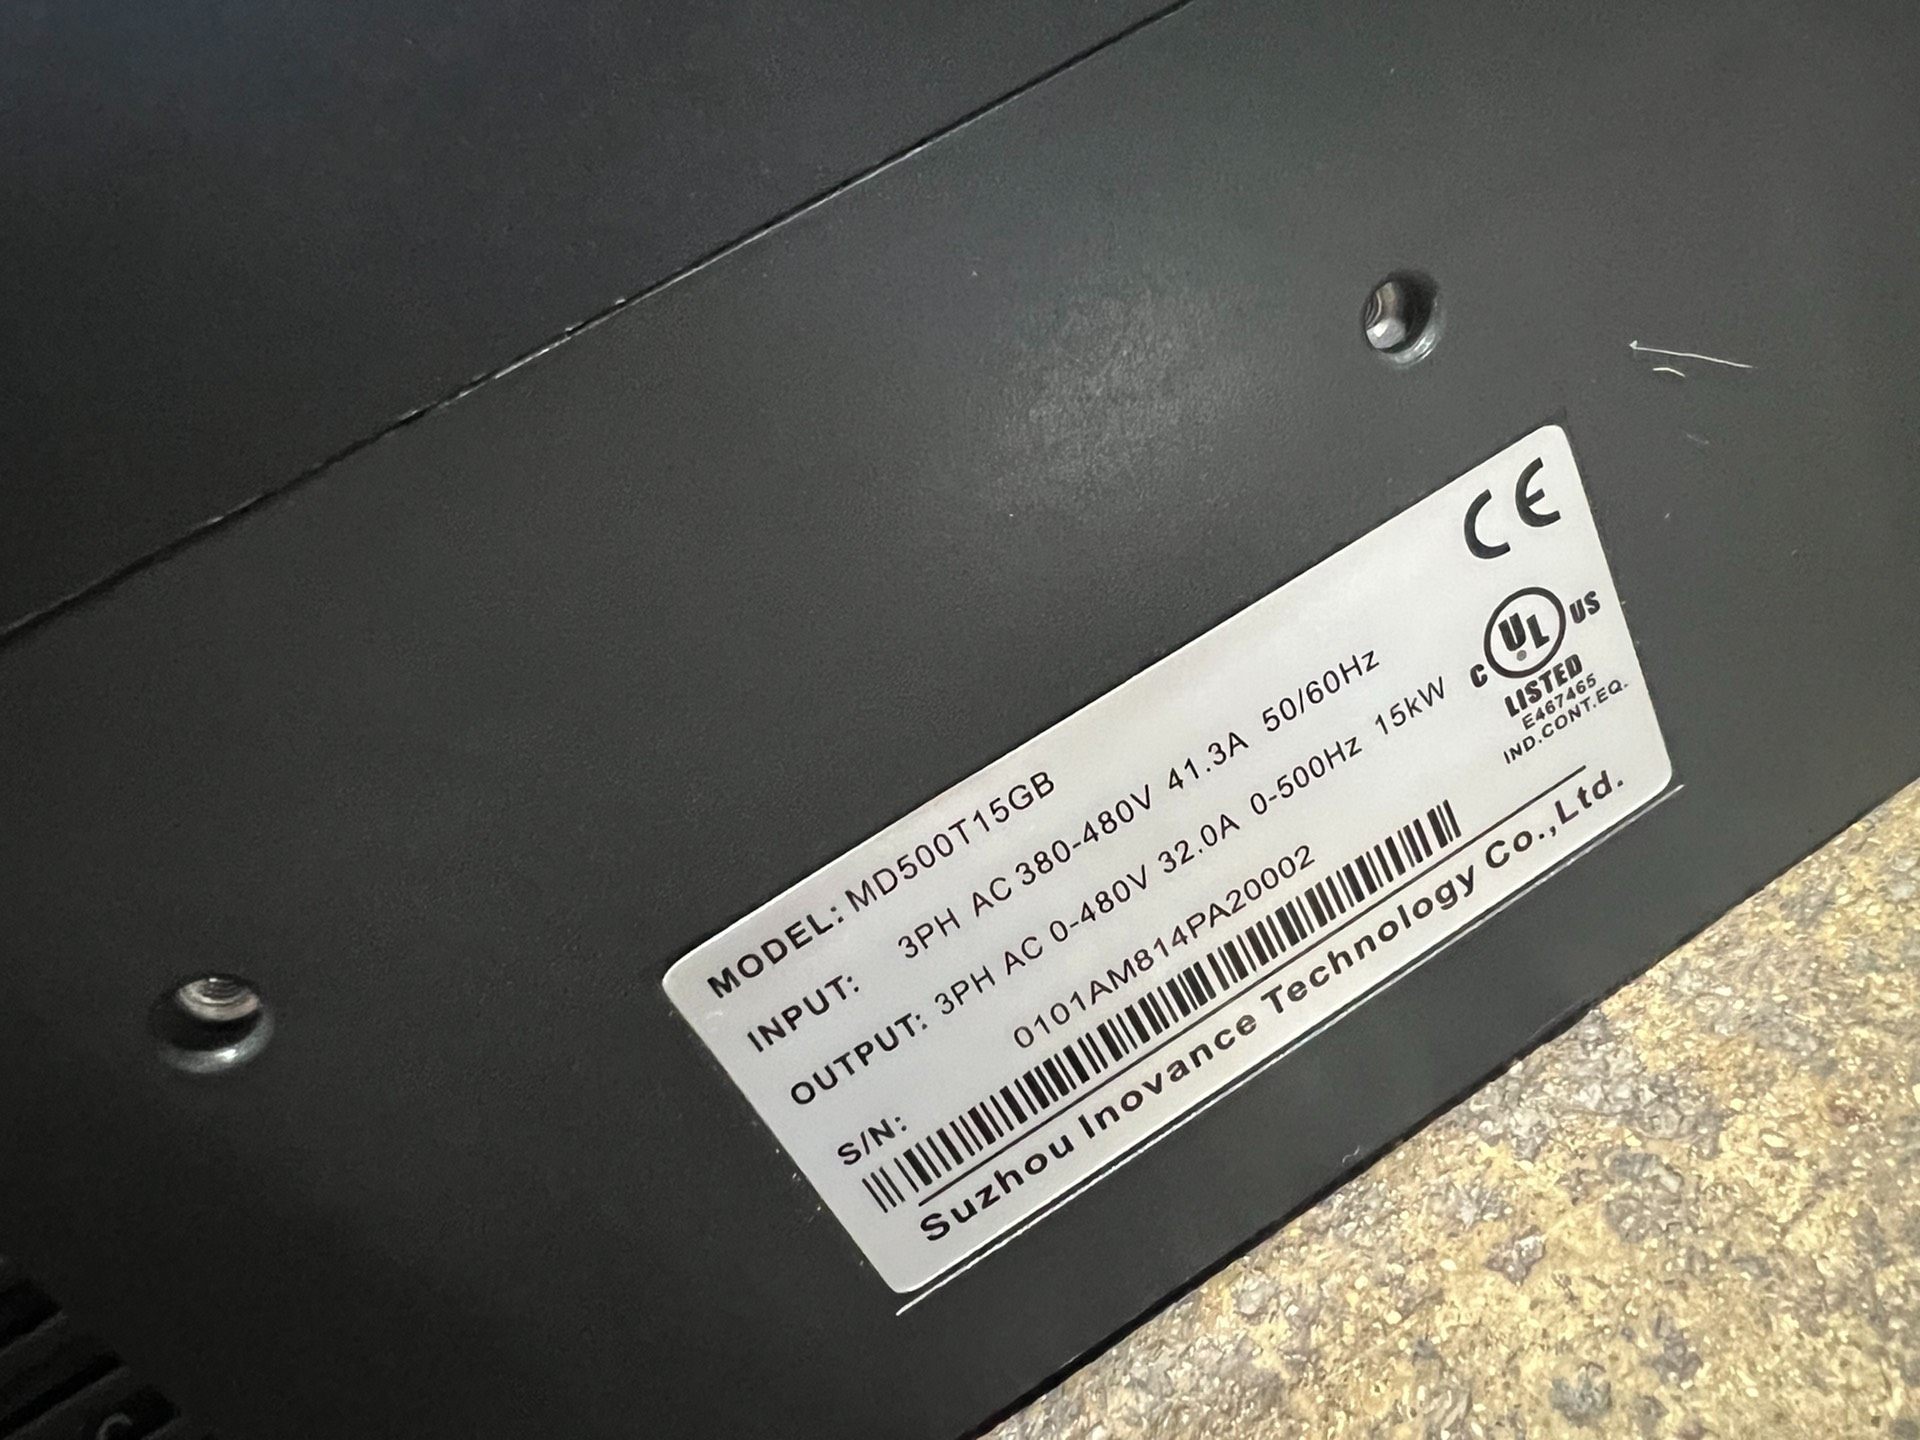 CE
MODEL: MD500T15GB
INPUT: 3PH AC 380-480V 41.3A 50/60Hz
OUTPUT: 3PH AC 0-480V 32.0A 0-500Hz 15kW
C UL US
LISTED
E467465
IND.CONT.EQ.
S/N: 0101AM814PA20002
Suzhou Inovance Technology Co.,Ltd.